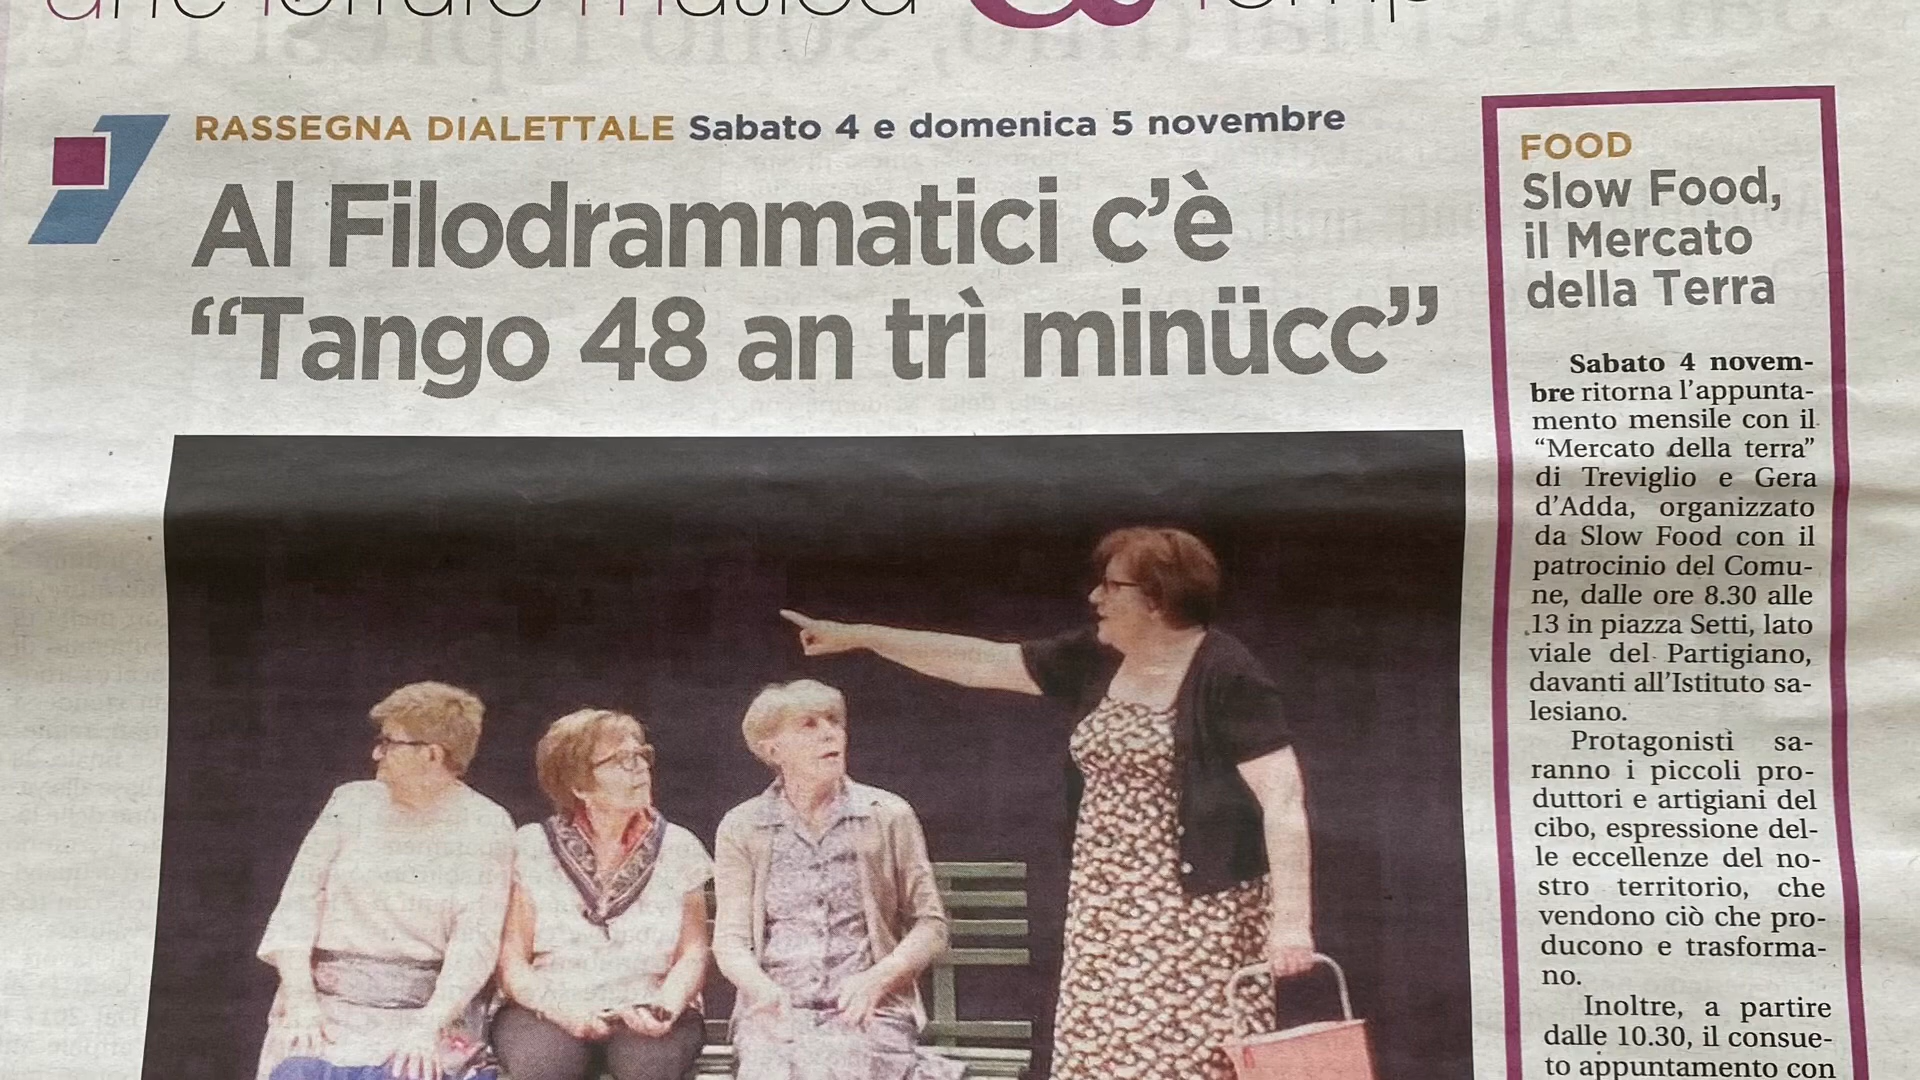 RASSEGNA DIALETTALE Sabato 4 e domenica 5 novembre
Al Filodrammatici c'è
“Tango 48 an trì minücc”
FOOD
Slow Food,
il Mercato
della Terra
Sabato 4 novem-
bre ritorna l'appunta-
mento mensile con il
“Mercato della terra”
di Treviglio e Gera
d'Adda, organizzato
da Slow Food con il
patrocinio del Comu-
ne, dalle ore 8.30 alle
13 in piazza Setti, lato
viale del Partigiano,
davanti all'Istituto sa-
lesiano.
Protagonisti sa-
ranno i piccoli pro-
duttori e artigiani del
cibo, espressione del-
le eccellenze del no-
stro territorio, che
vendono ciò che pro-
ducono e trasforma-
no.
Inoltre, a partire
dalle 10.30, il consue-
to appuntamento con